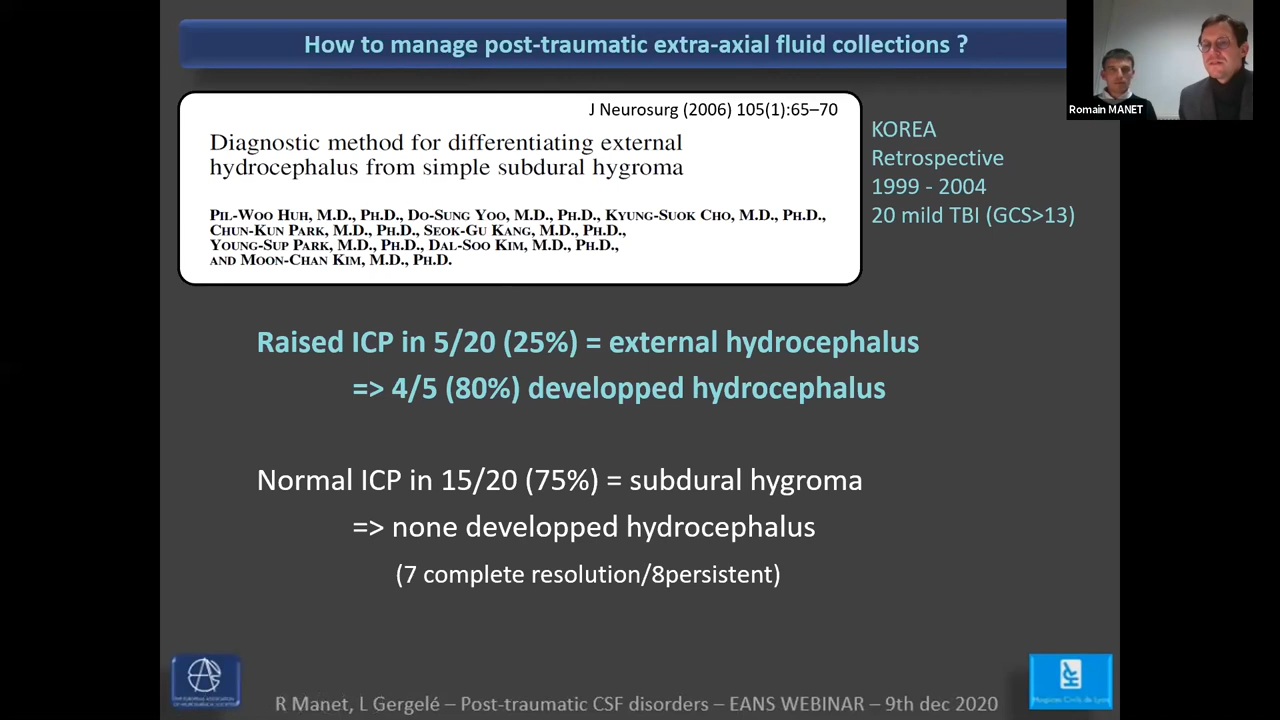 How to manage post-traumatic extra-axial fluid collections ?
Romain MANET
J Neurosurg (2006) 105(1):65–70
Diagnostic method for differentiating external
hydrocephalus from simple subdural hygroma
PIL-WOO HUH, M.D., PH.D., DO-SUNG YOO, M.D., PH.D., KYUNG-SUOK CHO, M.D., PH.D.,
CHUN-KUN PARK, M.D., PH.D., SEOK-GU KANG, M.D., PH.D.,
YOUNG-SUP PARK, M.D., PH.D., DAL-SOO KIM, M.D., PH.D.,
AND MOON-CHAN KIM, M.D., PH.D.
KOREA
Retrospective
1999 - 2004
20 mild TBI (GCS>13)
Raised ICP in 5/20 (25%) = external hydrocephalus
=> 4/5 (80%) developped hydrocephalus
Normal ICP in 15/20 (75%) = subdural hygroma
=> none developped hydrocephalus
(7 complete resolution/8persistent)
R Manet, L Gergelé – Post-traumatic CSF disorders – EANS WEBINAR – 9th dec 2020
Hospices Civils de Lyon